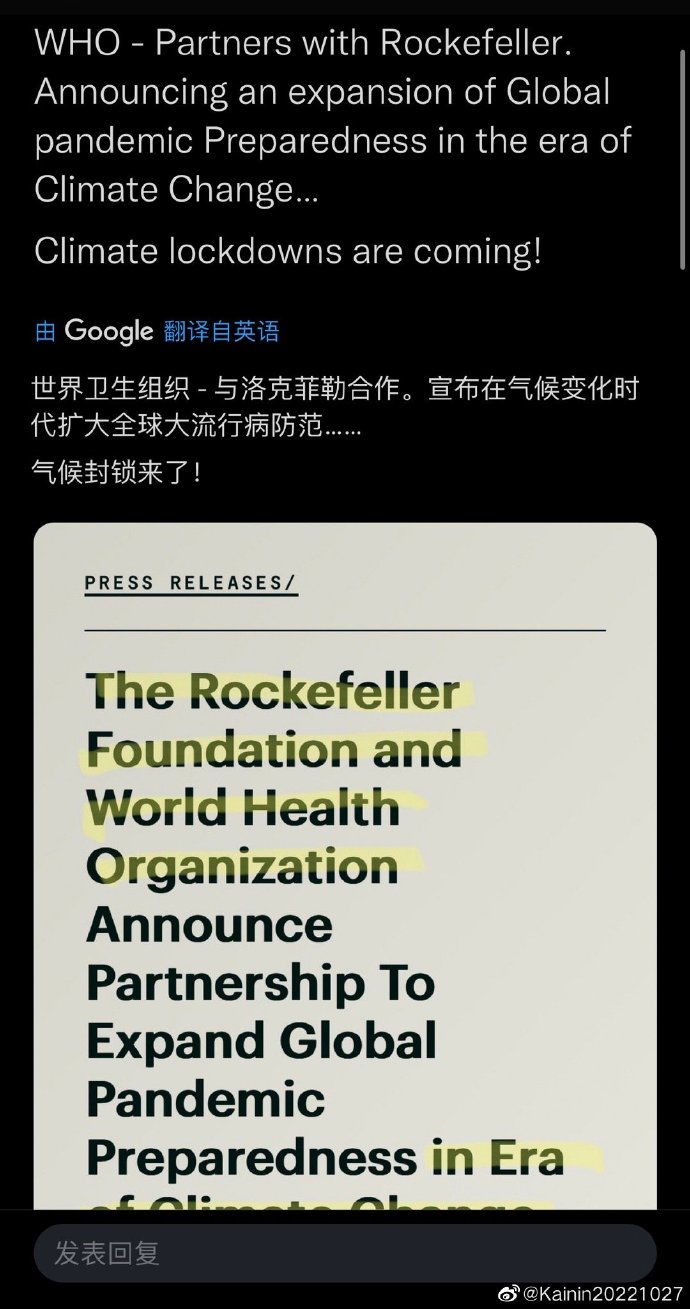 WHO - Partners with Rockefeller.
Announcing an expansion of Global
pandemic Preparedness in the era of
Climate Change...
Climate lockdowns are coming!
由 Google 翻译自英语
世界卫生组织 - 与洛克菲勒合作。宣布在气候变化时
代扩大全球大流行病防范......
气候封锁来了！
PRESS RELEASES/
The Rockefeller
Foundation and
World Health
Organization
Announce
Partnership To
Expand Global
Pandemic
Preparedness in Era
of Climate Change
发表回复
@Kainin20221027